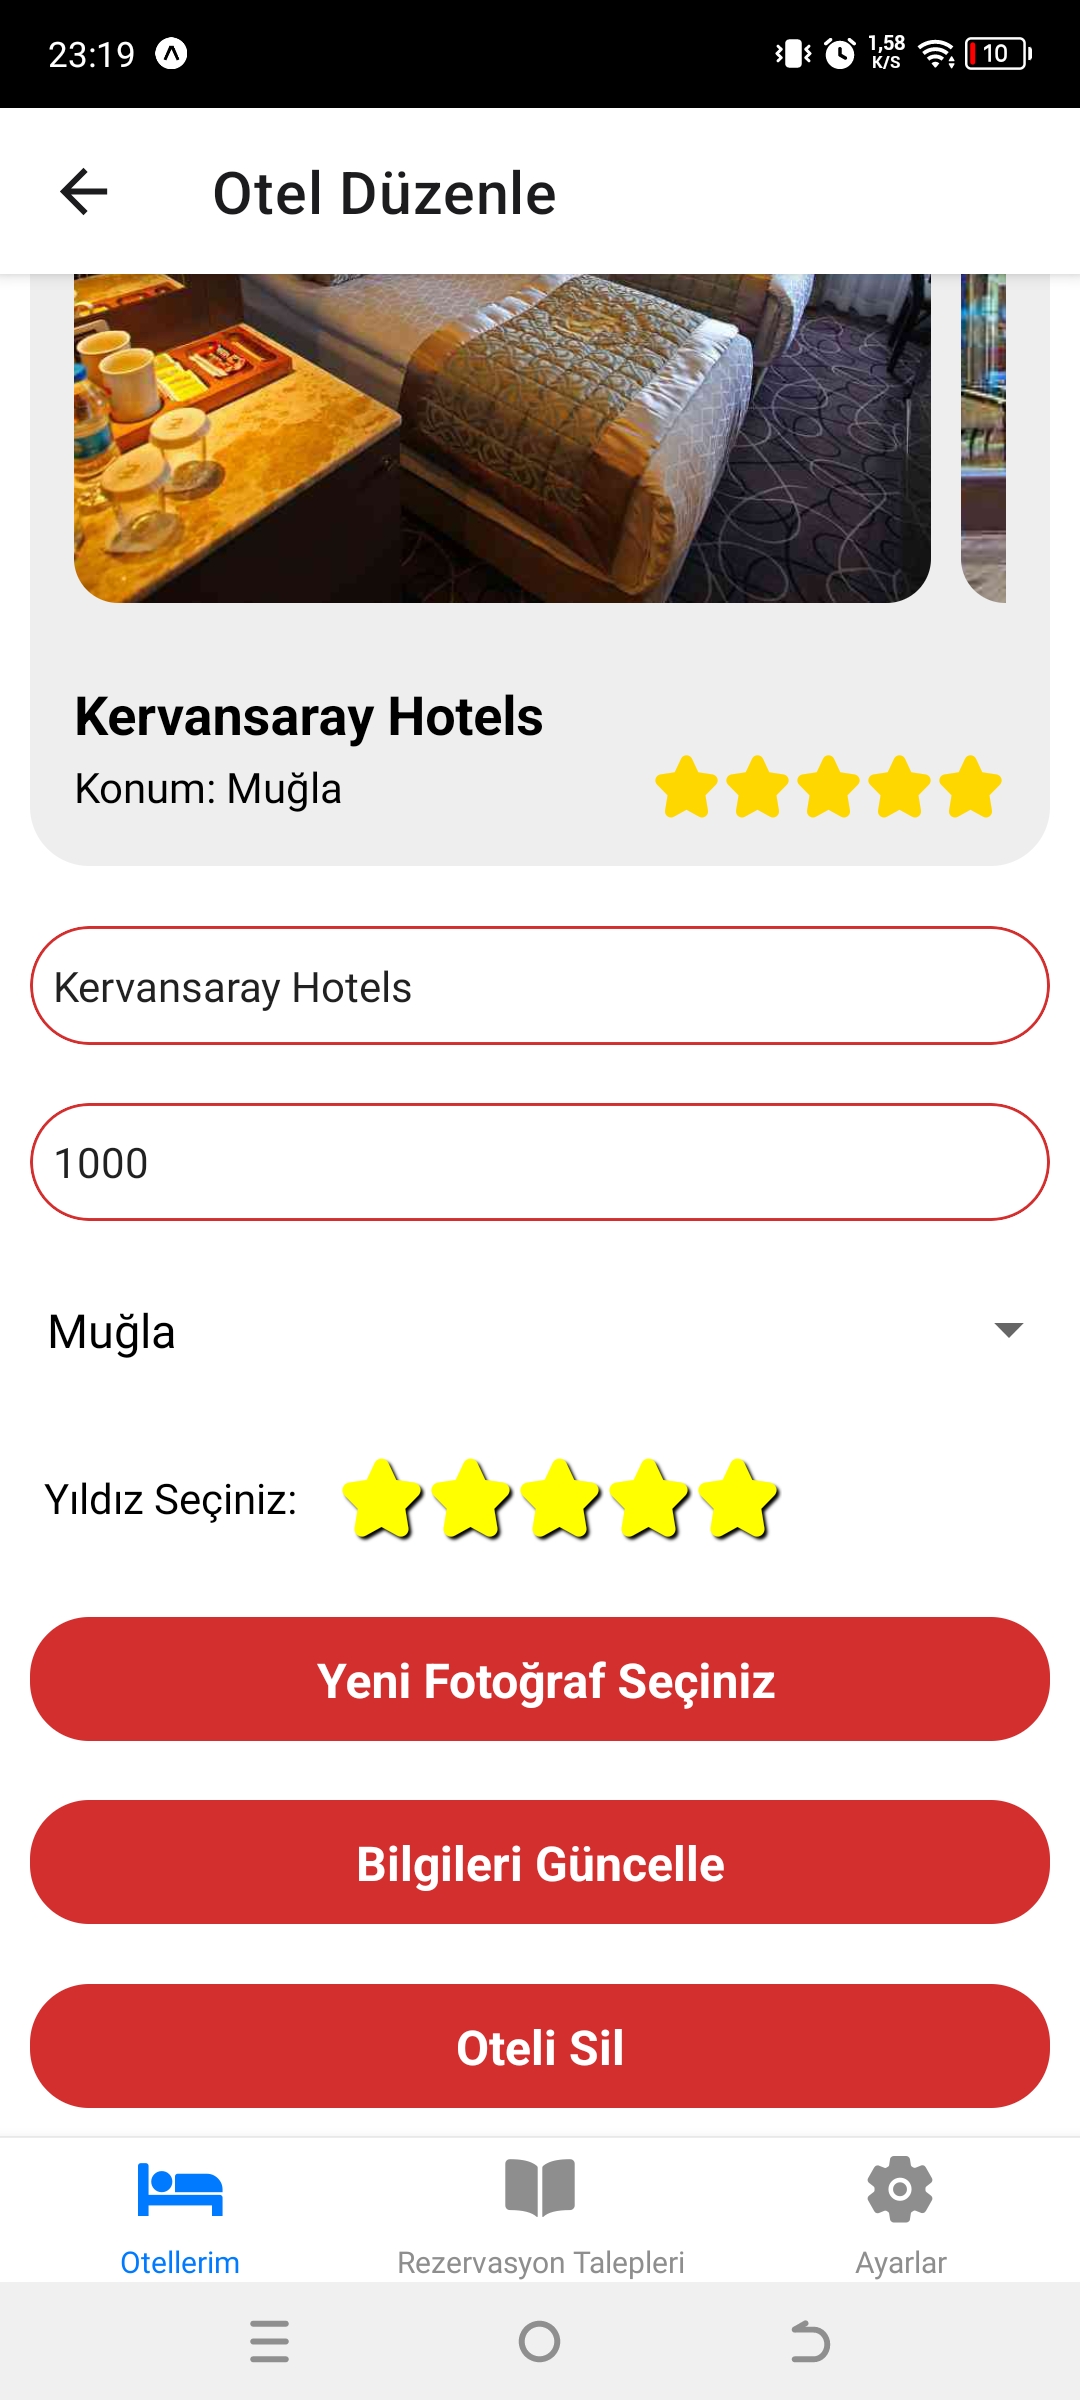 23:19
1,58
K/S
10
Otel Düzenle
Kervansaray Hotels
Konum: Muğla
Kervansaray Hotels
1000
Muğla
Yıldız Seçiniz:
Yeni Fotoğraf Seçiniz
Bilgileri Güncelle
Oteli Sil
Otellerim
Rezervasyon Talepleri
Ayarlar